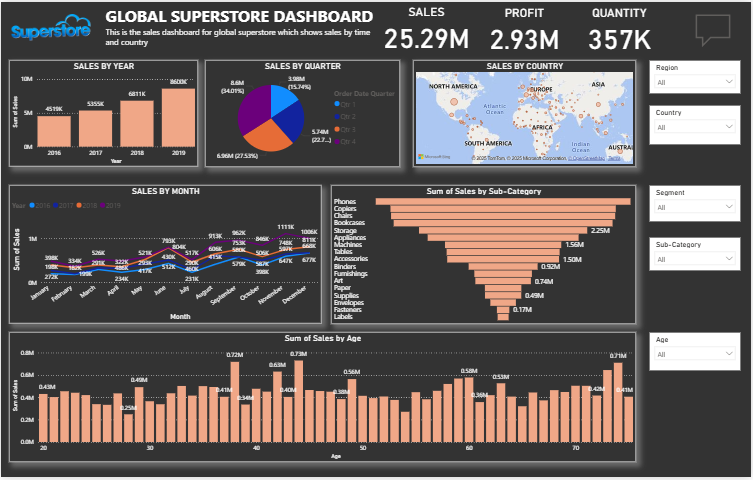 Superstore
GLOBAL SUPERSTORE DASHBOARD
This is the sales dashboard for global superstore which shows sales by time
and country
SALES
25.29M
PROFIT
2.93M
QUANTITY
357K
SALES BY YEAR
Sum of Sales
10M
5M
0M
4519K
5355K
6811K
8600K
2016
2017
2018
2019
Year
SALES BY QUARTER
3.98M
(15.74%)
5.74M
(22.7...)
6.96M (27.53%)
8.6M
(34.01%)
Order Date Quarter
Qtr 1
Qtr 2
Qtr 3
Qtr 4
SALES BY COUNTRY
NORTH AMERICA
EUROPE
ASIA
Atlantic
Ocean
AFRICA
SOUTH AMERICA
Indian
Ocean
AUSTRAL
Microsoft Bing
© 2025 TomTom, © 2025 Microsoft Corporation, © OpenStreetMap Terms
Region
All
Country
All
Segment
All
Sub-Category
All
Age
All
SALES BY MONTH
Year
2016
2017
2018
2019
Sum of Sales
1M
0M
398K
198K
272K
334K
182K
526K
291K
199K
322K
486K
234K
521K
293K
417K
793K
430K
512K
804K
517K
290K
460K
231K
913K
606K
415K
962K
753K
580K
579K
846K
506K
567K
398K
1111K
748K
597K
647K
1086K
811K
668K
677K
January
February
March
April
May
June
July
August
September
October
November
December
Month
Sum of Sales by Sub-Category
Phones
Copiers
Chairs
Bookcases
Storage
2.25M
Appliances
Machines
1.56M
Tables
Accessories
1.50M
Binders
0.92M
Furnishings
Art
0.74M
Paper
Supplies
0.49M
Envelopes
Fasteners
0.17M
Labels
Sum of Sales by Age
Sum of Sales
0.8M
0.6M
0.4M
0.2M
0.0M
0.43M
0.25M
0.49M
0.41M
0.72M
0.34M
0.63M
0.40M
0.73M
0.38M
0.56M
0.58M
0.36M
0.53M
0.42M
0.71M
0.41M
20
30
40
50
60
70
Age